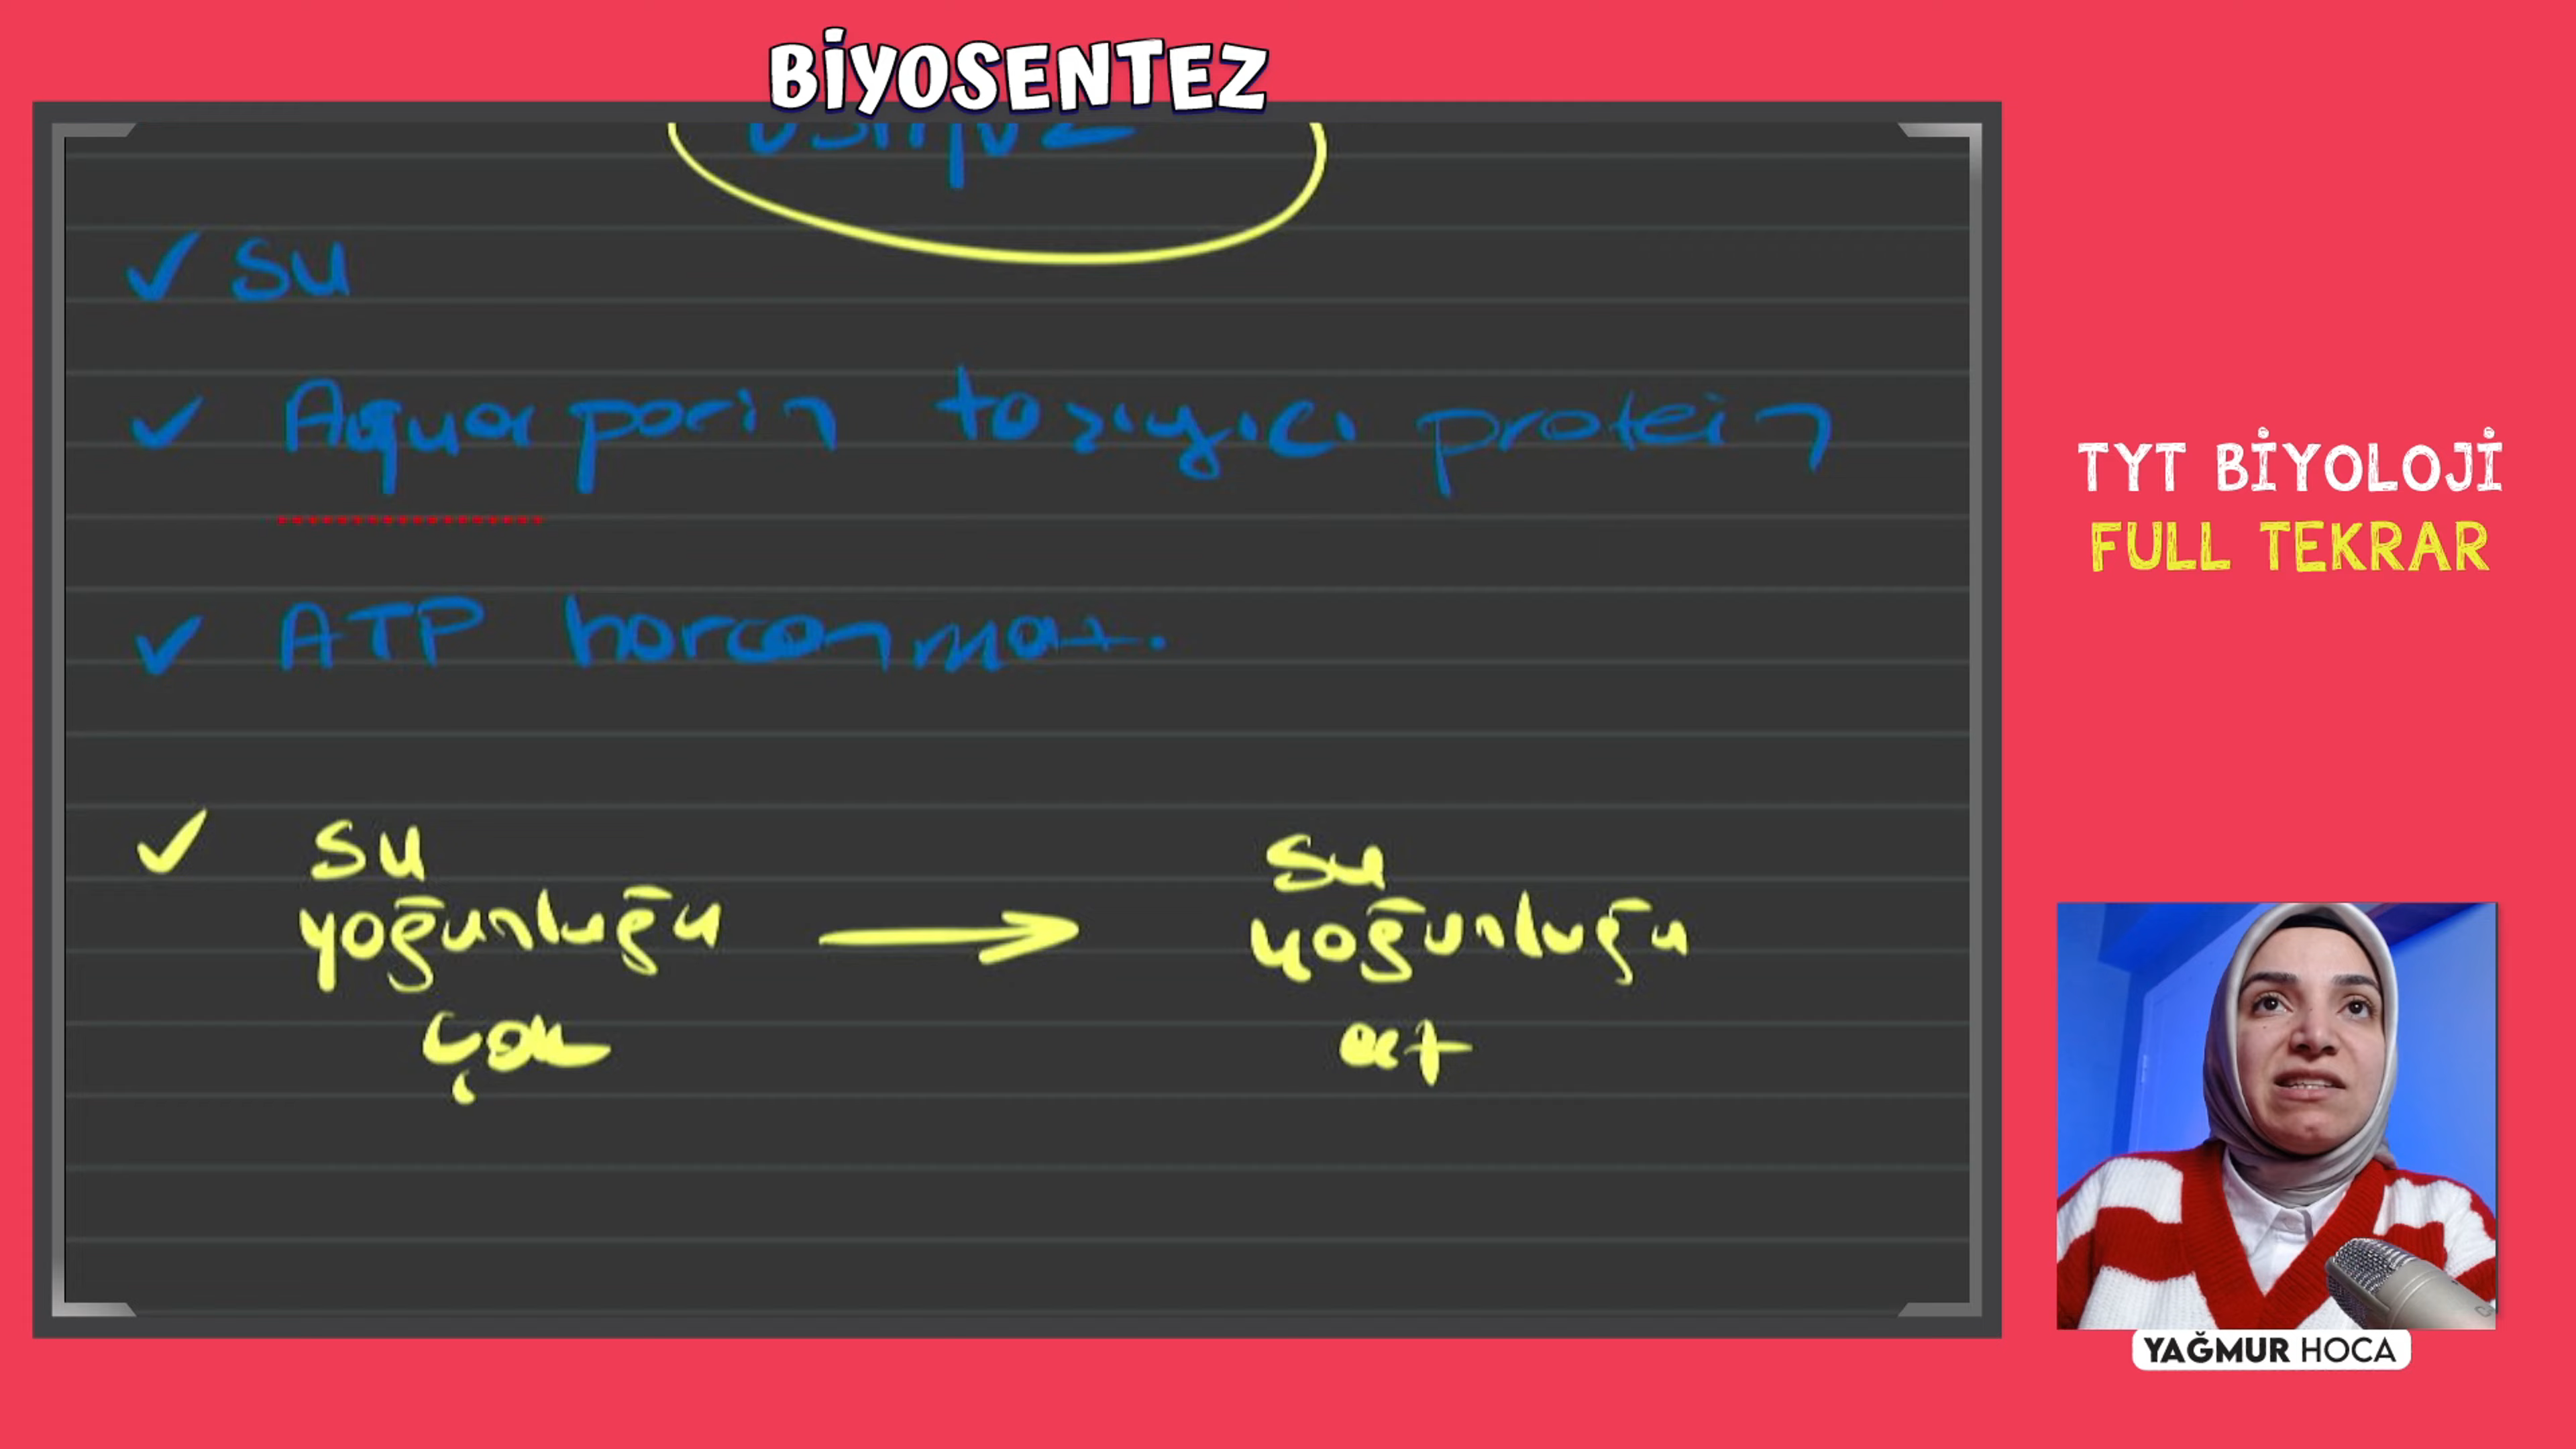 BİYOSENTEZ
✓ su
✓ Aquaporin taşıyıcı protein
✓ ATP harcanmaz.
✓ su yoğunluğu çok → su yoğunluğu az
TYT BİYOLOJİ
FULL TEKRAR
YAĞMUR HOCA